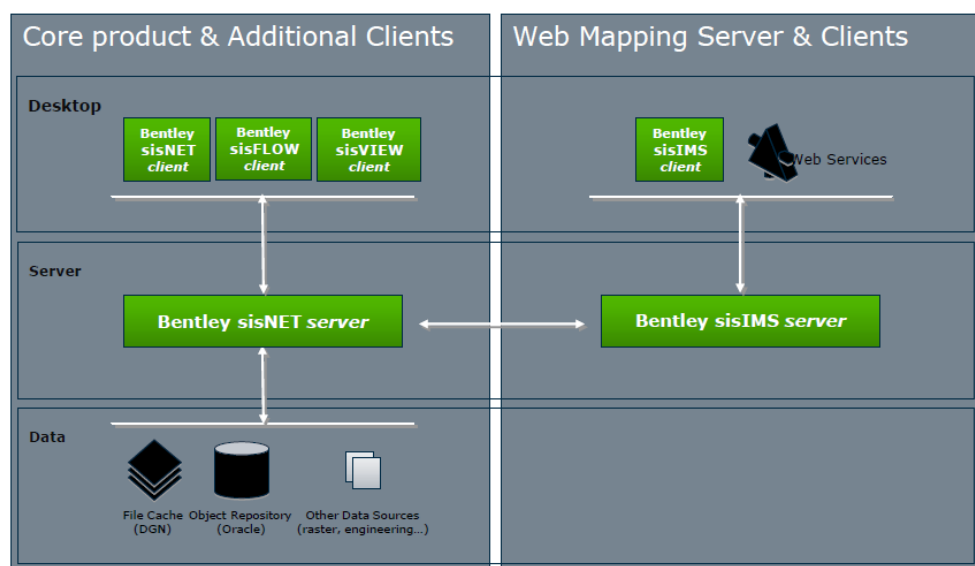 Core product & Additional Clients
Web Mapping Server & Clients
Desktop
Bentley
sisNET
client
Bentley
sisFLOW
client
Bentley
sisVIEW
client
Bentley
sisIMS
client
Web Services
Server
Bentley sisNET server
Bentley sisIMS server
Data
File Cache
(DGN)
Object Repository
(Oracle)
Other Data Sources
(raster, engineering...)